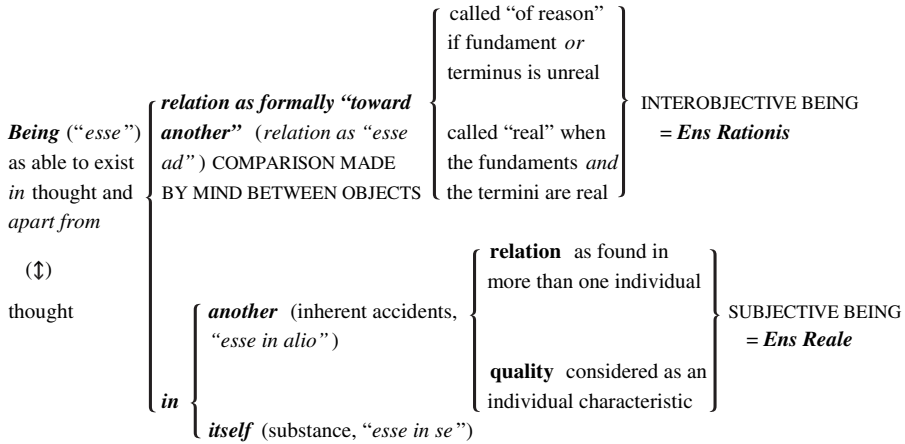 Being (“esse”)
as able to exist
in thought and
apart from
(⇕)
thought
relation as formally “toward
another” (relation as “esse
ad”) COMPARISON MADE
BY MIND BETWEEN OBJECTS
called “of reason”
if fundament or
terminus is unreal
called “real” when
the fundaments and
the termini are real
INTEROBJECTIVE BEING
= Ens Rationis
in
another (inherent accidents,
“esse in alio”)
itself (substance, “esse in se”)
relation as found in
more than one individual
quality considered as an
individual characteristic
SUBJECTIVE BEING
= Ens Reale